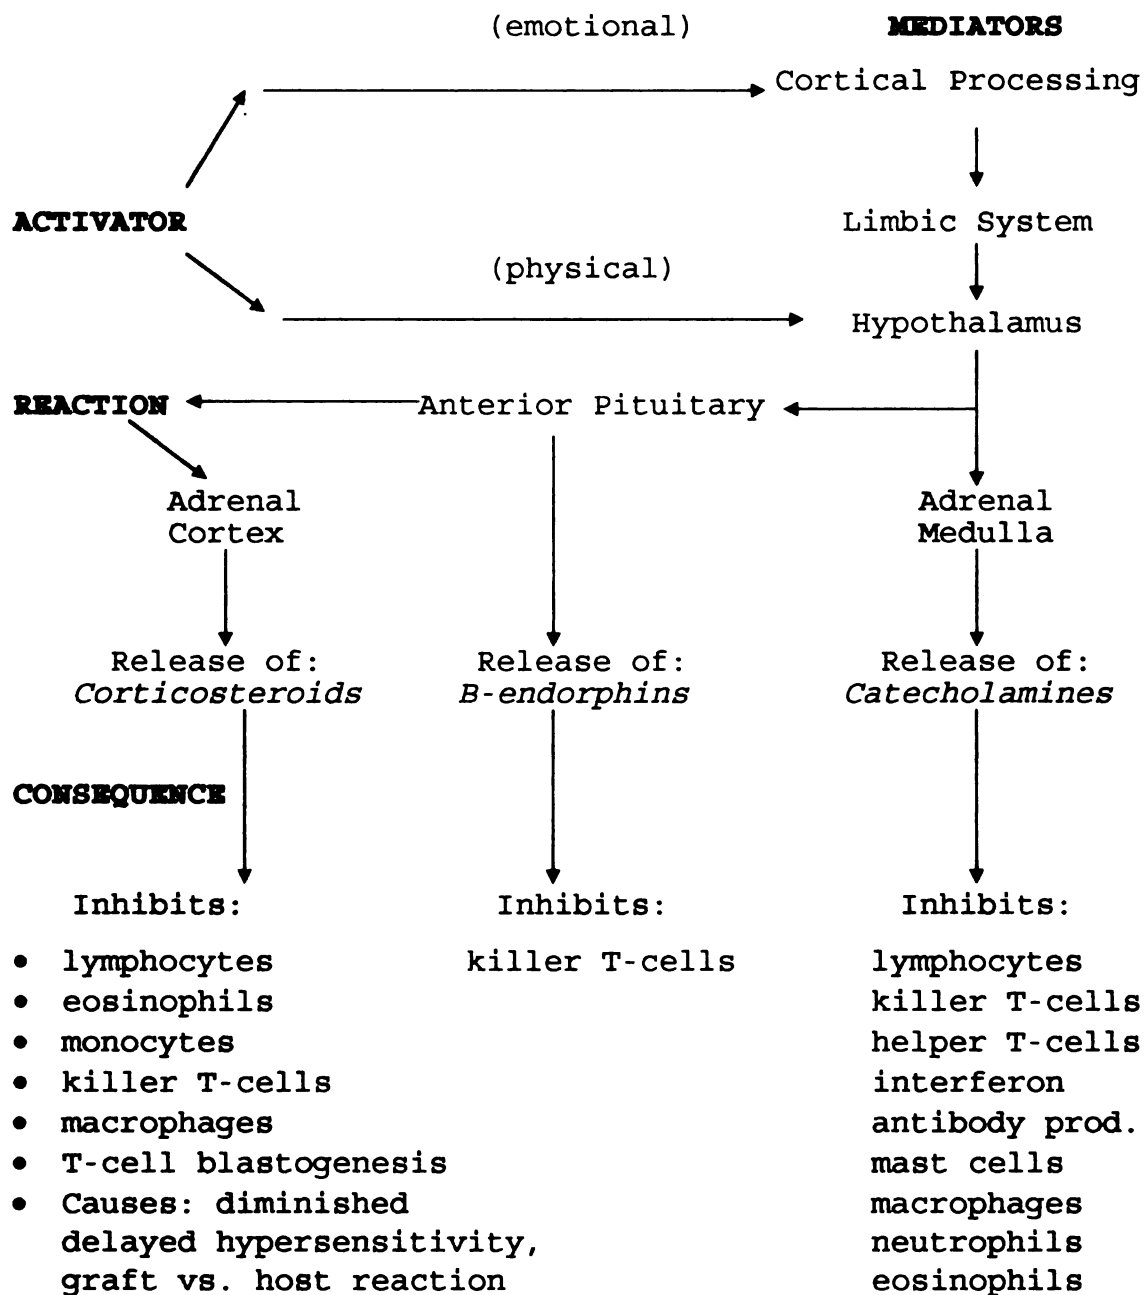 (emotional) MEDIATORS
Cortical Processing
ACTIVATOR Limbic System
(physical)
Hypothalamus
REACTION Anterior Pituitary
Adrenal Adrenal
Cortex Medulla
Release of: Release of: Release of:
Corticosteroids B-endorphins Catecholamines
CONSEQUENCE
Inhibits: Inhibits: Inhibits:
• lymphocytes killer T-cells lymphocytes
• eosinophils killer T-cells
• monocytes helper T-cells
• killer T-cells interferon
• macrophages antibody prod.
• T-cell blastogenesis mast cells
• Causes: diminished macrophages
delayed hypersensitivity, neutrophils
graft vs. host reaction eosinophils